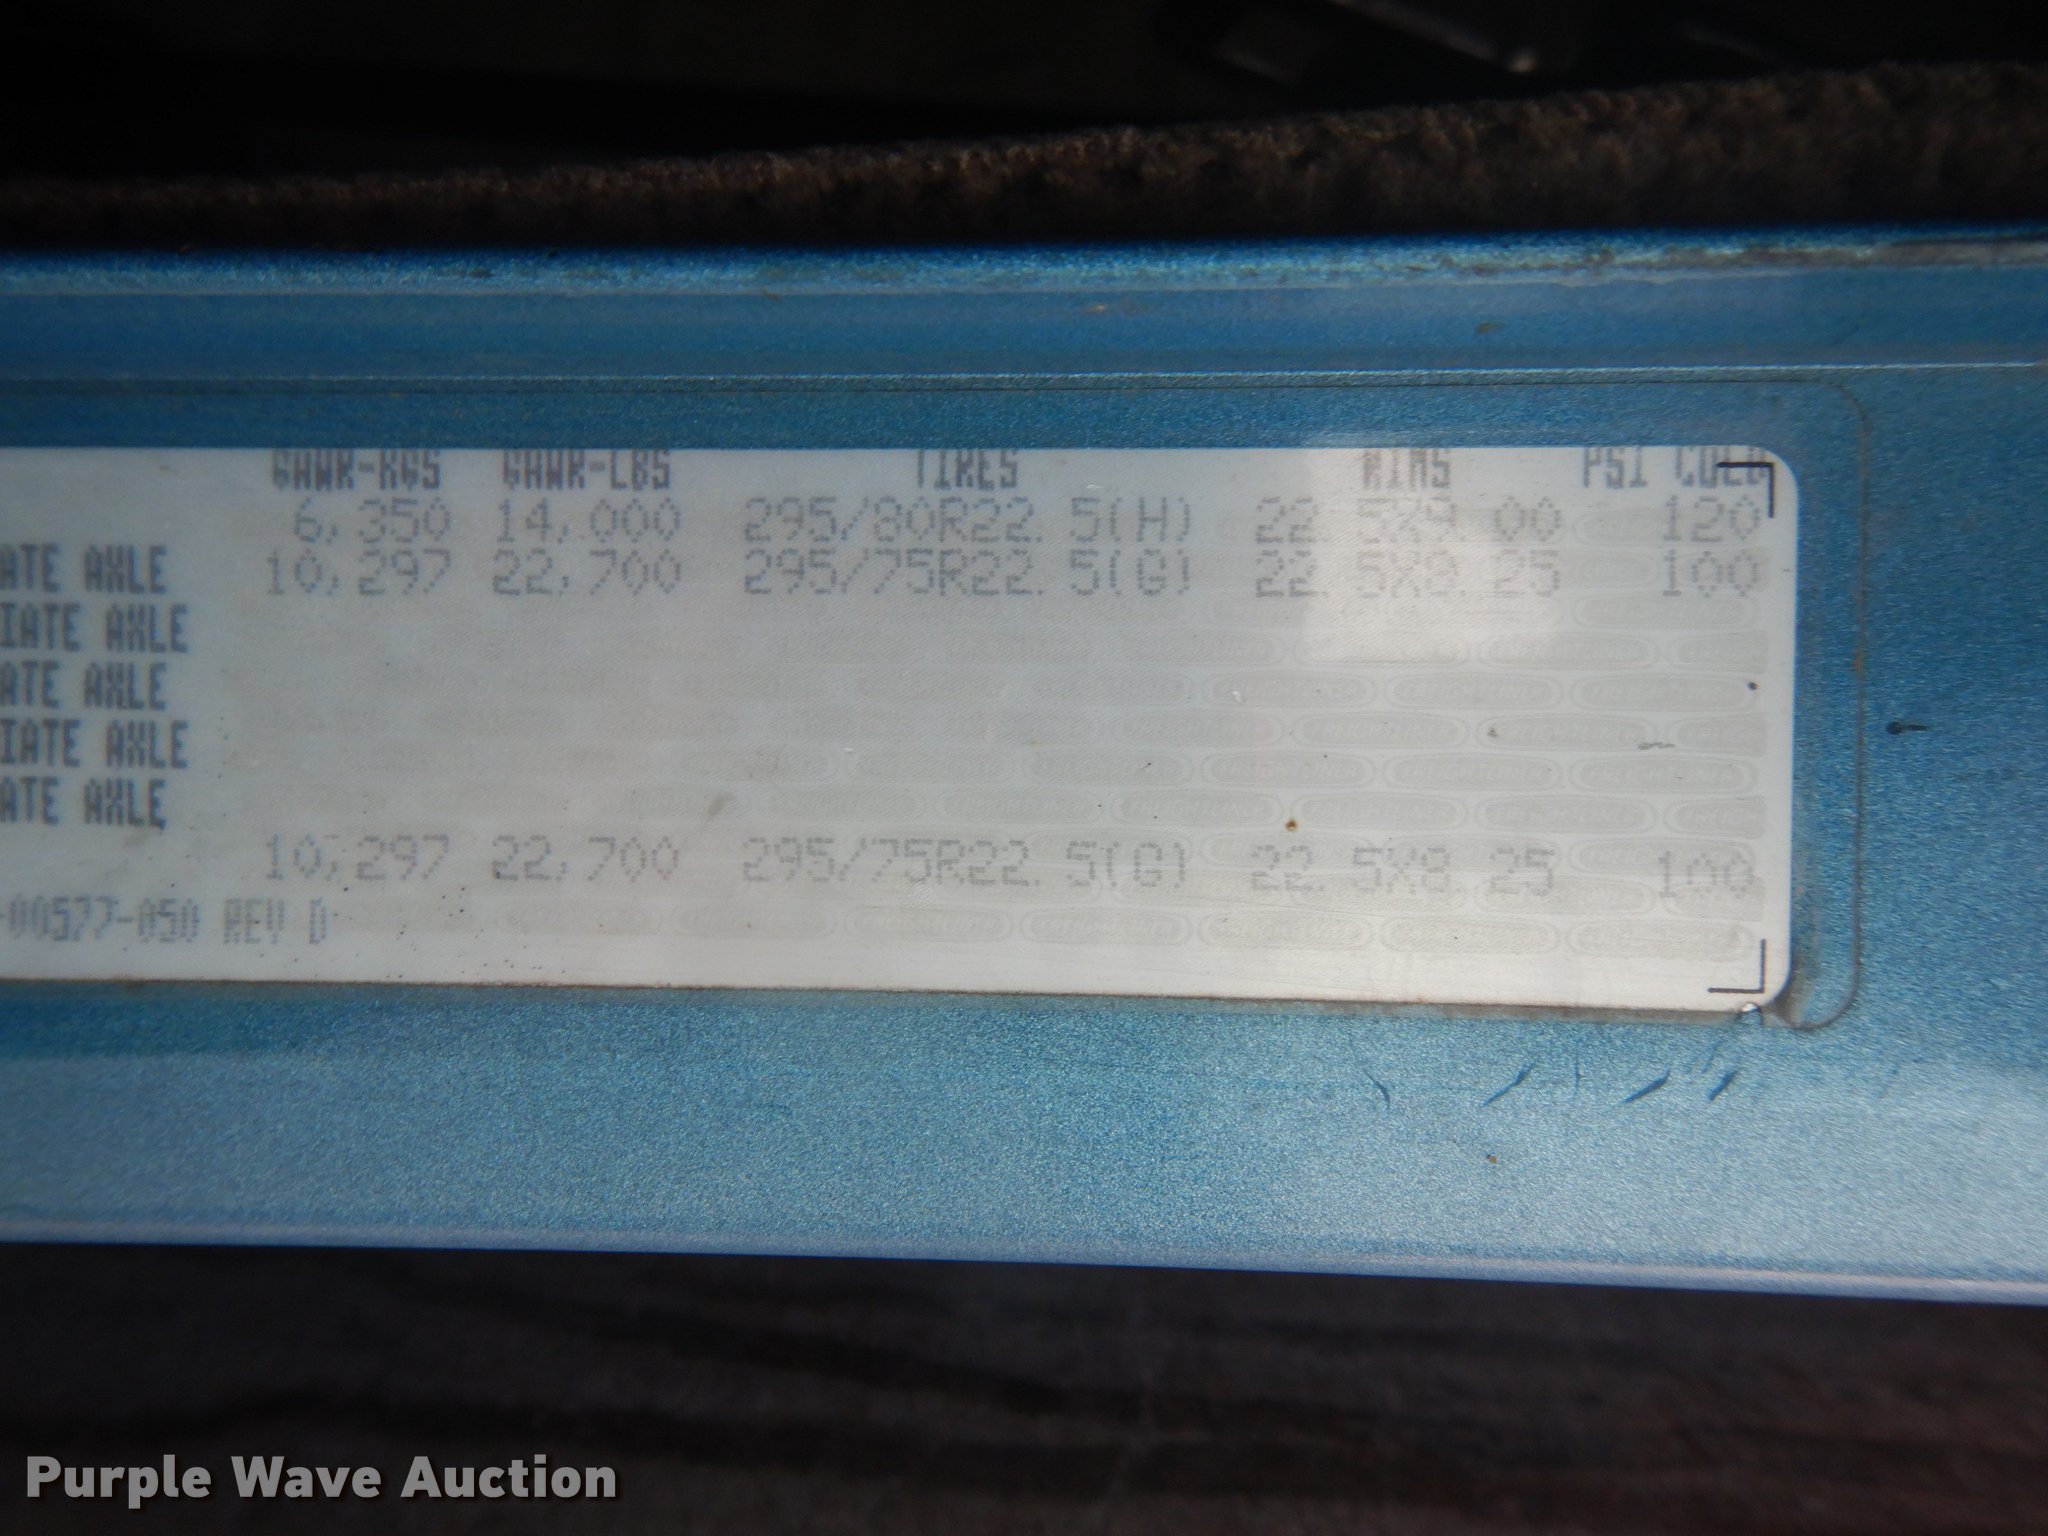 GAWR-KGS GAWR-LBS TIRES RIMS PSI COLD
6,350 14,000 295/80R22.5(H) 22.5X9.00 120
ATE AXLE 10,297 22,700 295/75R22.5(G) 22.5X8.25 100
IATE AXLE
ATE AXLE
IATE AXLE
ATE AXLE
10,297 22,700 295/75R22.5(G) 22.5X8.25 100
-00577-050 REV D
Purple Wave Auction